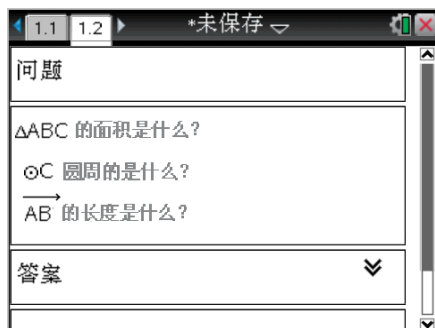 1.1 1.2 *未保存
问题
△ABC 的面积是什么?
⊙C 圆周的是什么?
AB 的长度是什么?
答案